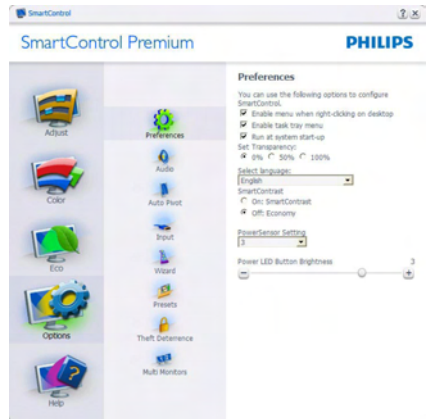 SmartControl
SmartControl Premium
PHILIPS
Adjust
Color
Eco
Options
Help
Preferences
Audio
Auto Pivot
Input
Wizard
Presets
Theft Deterrence
Multi Monitors
Preferences
You can use the following options to configure
SmartControl.
Enable menu when right-clicking on desktop
Enable task tray menu
Run at system start-up
Set Transparency:
0% 50% 100%
Select language:
English
SmartContrast
On: SmartContrast
Off: Economy
PowerSensor Setting
3
Power LED Button Brightness 3